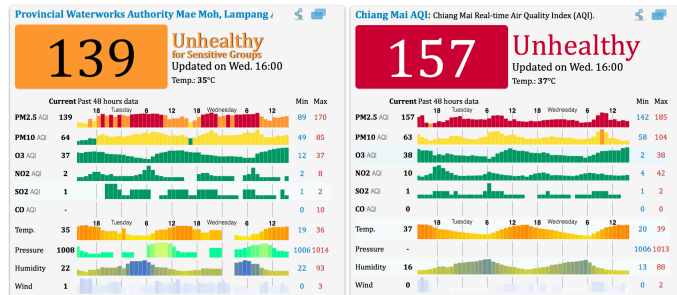 Provincial Waterworks Authority Mae Moh, Lampang
139
Unhealthy
for Sensitive Groups
Updated on Wed. 16:00
Temp.: 35°C
Current Past 48 hours data Min Max
18 Tuesday 6 12 18 Wednesday 6 12
PM2.5 AQI 139 89 170
PM10 AQI 64 49 85
O3 AQI 37 12 37
NO2 AQI 2 2 8
SO2 AQI 1 1 2
CO AQI - 0 10
Temp. 35 19 36
Pressure 1008 1006 1014
Humidity 22 22 93
Wind 1 0 3
Chiang Mai AQI: Chiang Mai Real-time Air Quality Index (AQI).
157
Unhealthy
Updated on Wed. 16:00
Temp.: 37°C
Current Past 48 hours data Min Max
18 Tuesday 6 12 18 Wednesday 6 12
PM2.5 AQI 157 142 185
PM10 AQI 63 58 104
O3 AQI 38 2 38
NO2 AQI 10 4 42
SO2 AQI 1 1 2
CO AQI - 0 0
Temp. 37 20 39
Pressure - 1006 1013
Humidity 16 13 88
Wind 0 0 2